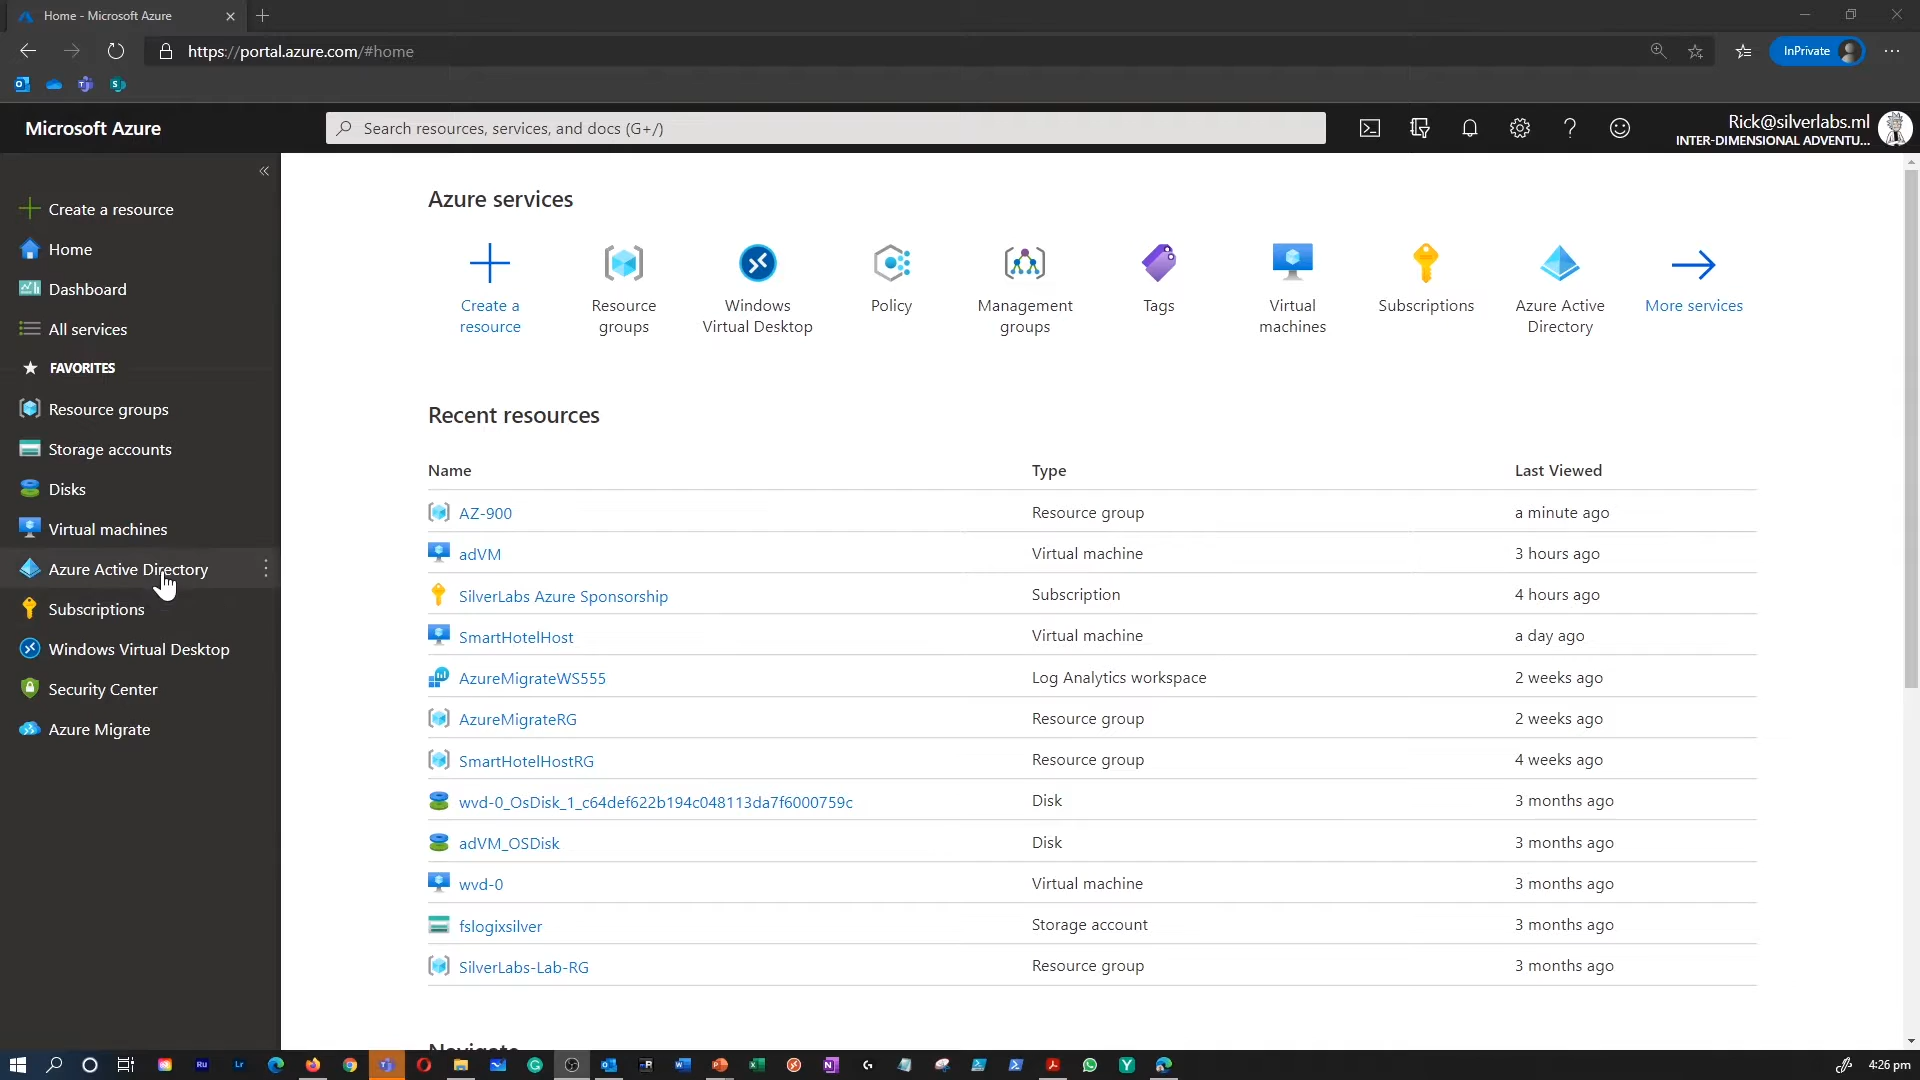 Home - Microsoft Azure
https://portal.azure.com/#home
InPrivate
Microsoft Azure
Search resources, services, and docs (G+/)
Rick@silverlabs.ml
INTER-DIMENSIONAL ADVENTU...
Create a resource
Home
Dashboard
All services
FAVORITES
Resource groups
Storage accounts
Disks
Virtual machines
Azure Active Directory
Subscriptions
Windows Virtual Desktop
Security Center
Azure Migrate
Azure services
Create a
resource
Resource
groups
Windows
Virtual Desktop
Policy
Management
groups
Tags
Virtual
machines
Subscriptions
Azure Active
Directory
More services
Recent resources
Name Type Last Viewed
AZ-900 Resource group a minute ago
adVM Virtual machine 3 hours ago
SilverLabs Azure Sponsorship Subscription 4 hours ago
SmartHotelHost Virtual machine a day ago
AzureMigrateWS555 Log Analytics workspace 2 weeks ago
AzureMigrateRG Resource group 2 weeks ago
SmartHotelHostRG Resource group 4 weeks ago
wvd-0_OsDisk_1_c64def622b194c048113da7f6000759c Disk 3 months ago
adVM_OSDisk Disk 3 months ago
wvd-0 Virtual machine 3 months ago
fslogixsilver Storage account 3 months ago
SilverLabs-Lab-RG Resource group 3 months ago
Navigate
4:26 pm